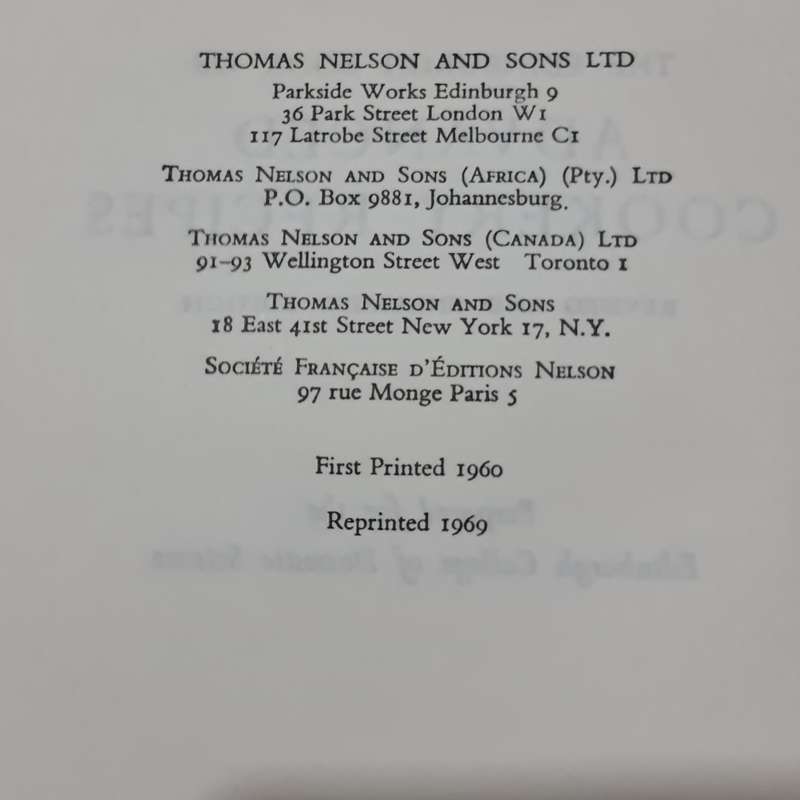 THOMAS NELSON AND SONS LTD
Parkside Works Edinburgh 9
36 Park Street London W1
117 Latrobe Street Melbourne C1
THOMAS NELSON AND SONS (AFRICA) (Pty.) LTD
P.O. Box 9881, Johannesburg.
THOMAS NELSON AND SONS (CANADA) LTD
91–93 Wellington Street West Toronto 1
THOMAS NELSON AND SONS
18 East 41st Street New York 17, N.Y.
SOCIÉTÉ FRANÇAISE D'ÉDITIONS NELSON
97 rue Monge Paris 5
First Printed 1960
Reprinted 1969